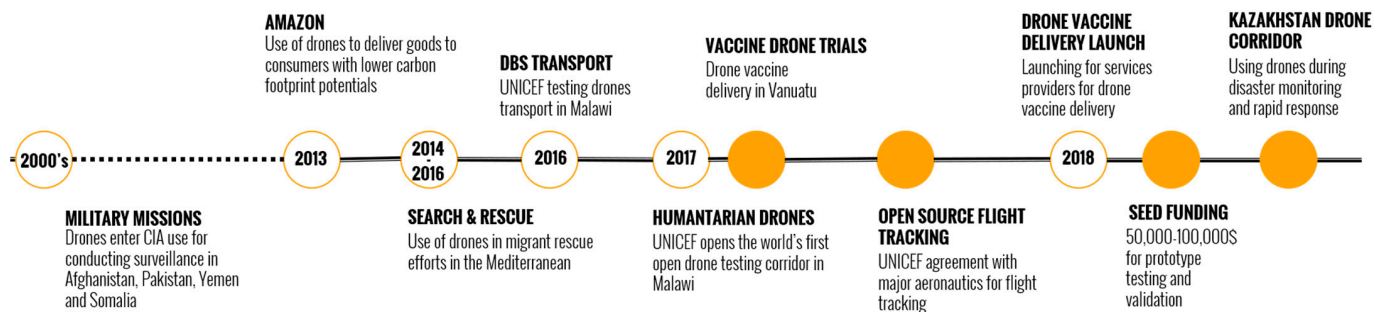 2000's
MILITARY MISSIONS
Drones enter CIA use for
conducting surveillance in
Afghanistan, Pakistan, Yemen
and Somalia
AMAZON
Use of drones to deliver goods to
consumers with lower carbon
footprint potentials
2013
2014
-
2016
SEARCH & RESCUE
Use of drones in migrant rescue
efforts in the Mediterranean
DBS TRANSPORT
UNICEF testing drones
transport in Malawi
2016
2017
HUMANITARIAN DRONES
UNICEF opens the world's first
open drone testing corridor in
Malawi
VACCINE DRONE TRIALS
Drone vaccine
delivery in Vanuatu
OPEN SOURCE FLIGHT
TRACKING
UNICEF agreement with
major aeronautics for flight
tracking
DRONE VACCINE
DELIVERY LAUNCH
Launching for services
providers for drone
vaccine delivery
2018
SEED FUNDING
50,000-100,000$
for prototype
testing and
validation
KAZAKHSTAN DRONE
CORRIDOR
Using drones during
disaster monitoring
and rapid response